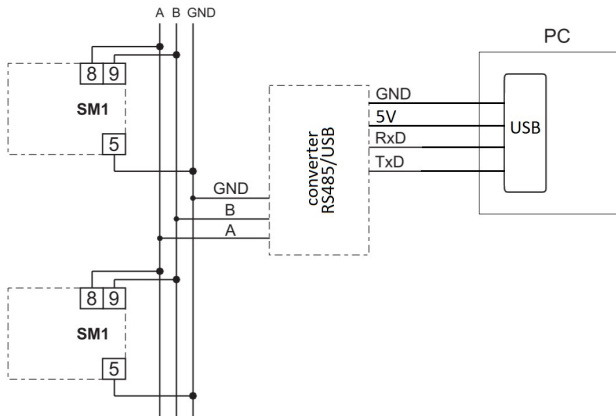 A B GND
8 9
SM1
5
PC
GND
5V
RxD
TxD
USB
converter
RS485/USB
GND
B
A
8 9
SM1
5